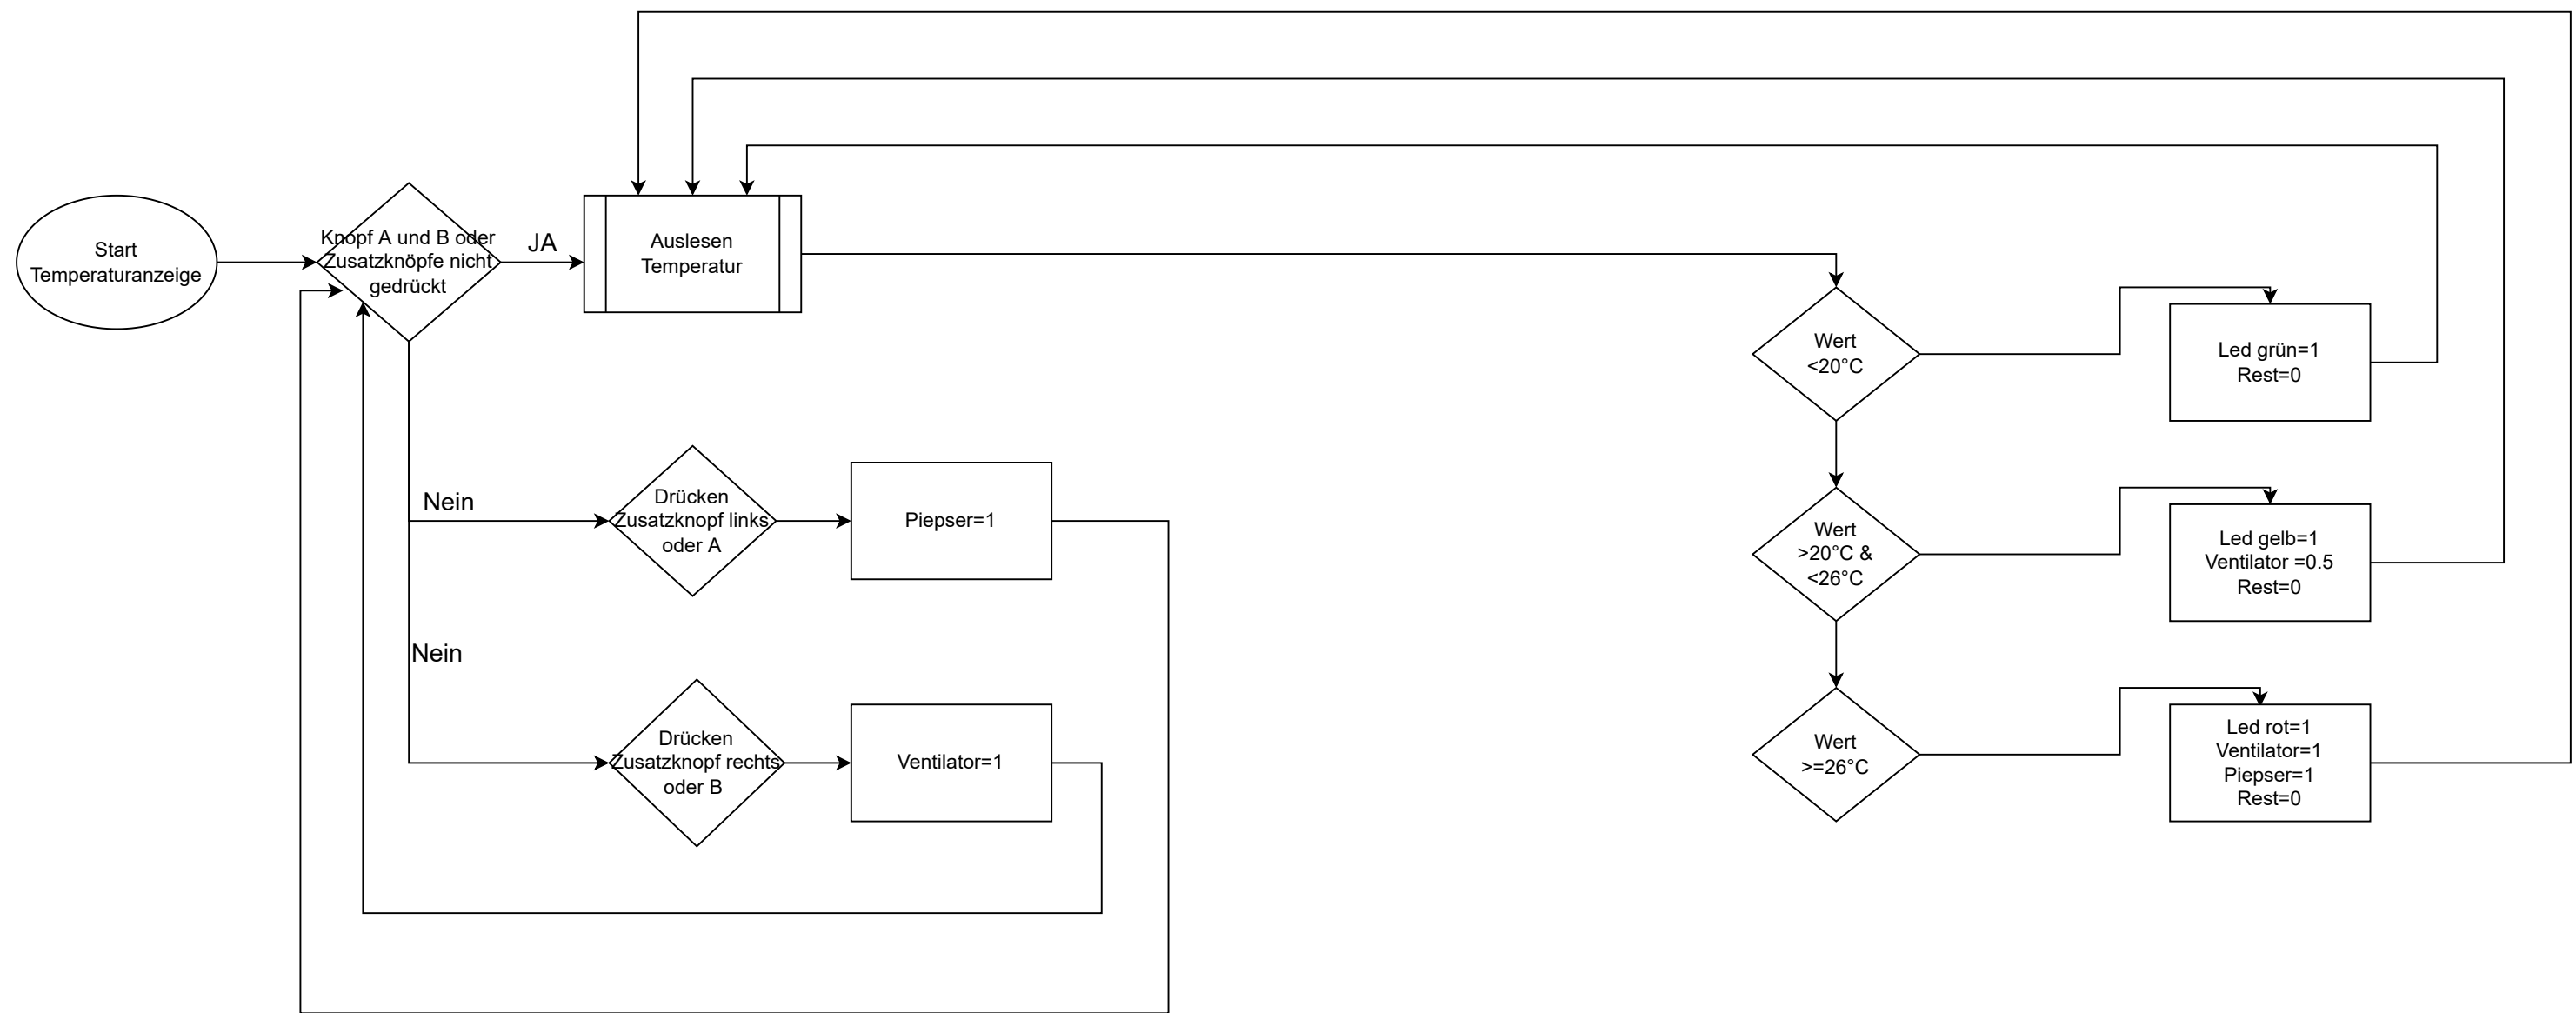 Start
Temperaturanzeige
Knopf A und B oder
Zusatzknöpfe nicht
gedrückt
JA
Auslesen
Temperatur
Wert
<20°C
Led grün=1
Rest=0
Nein
Drücken
Zusatzknopf links
oder A
Piepser=1
Wert
>20°C &
<26°C
Led gelb=1
Ventilator =0.5
Rest=0
Nein
Drücken
Zusatzknopf rechts
oder B
Ventilator=1
Wert
>=26°C
Led rot=1
Ventilator=1
Piepser=1
Rest=0